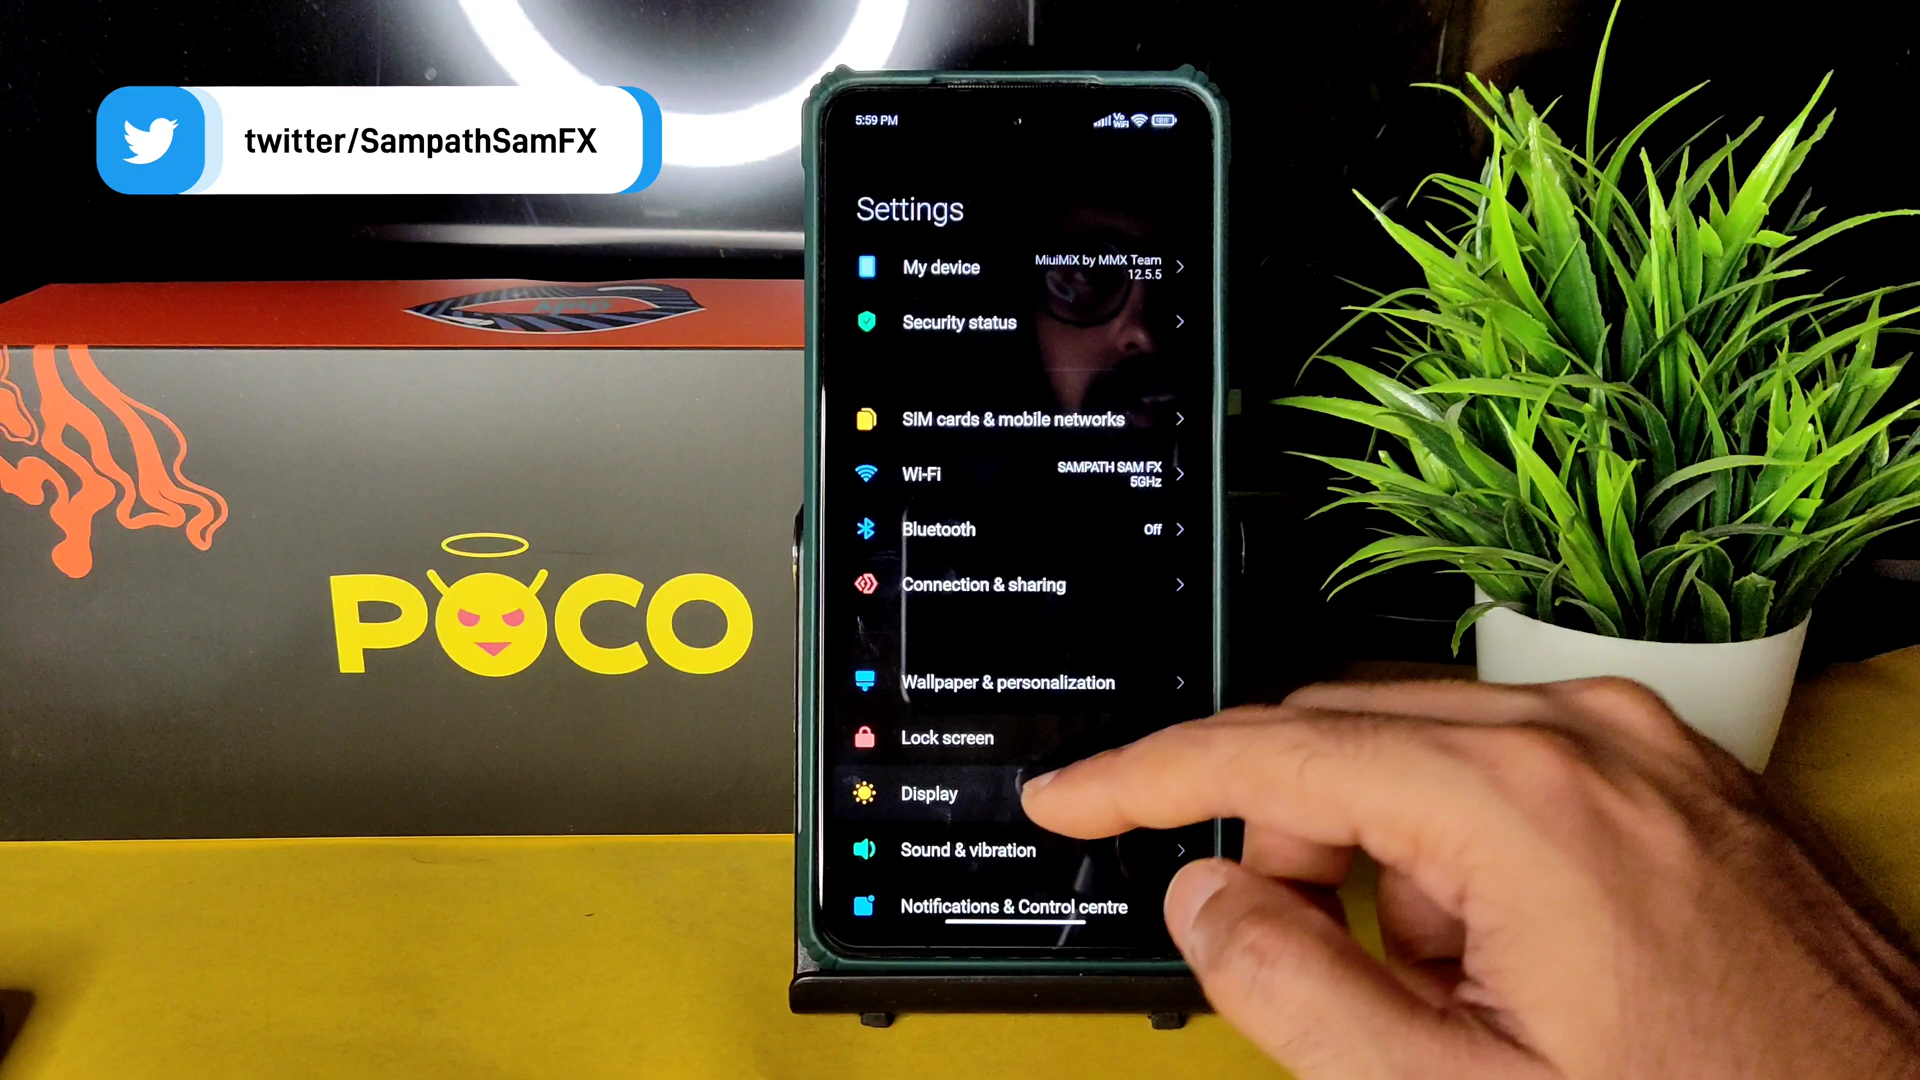 twitter/SampathSamFX
5:59 PM
Vo
WiFi
Settings
My device
MiuiMiX by MMX Team
12.5.5
Security status
SIM cards & mobile networks
Wi-Fi
SAMPATH SAM FX
5GHz
Bluetooth
Off
Connection & sharing
Wallpaper & personalization
Lock screen
Display
Sound & vibration
Notifications & Control centre
POCO